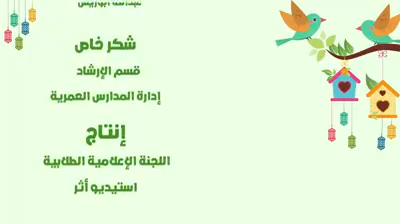 شكر خاص
قسم الإرشاد
إدارة المدارس العمرية
إنتاج
اللجنة الإعلامية الطلابية
استيديو أثر